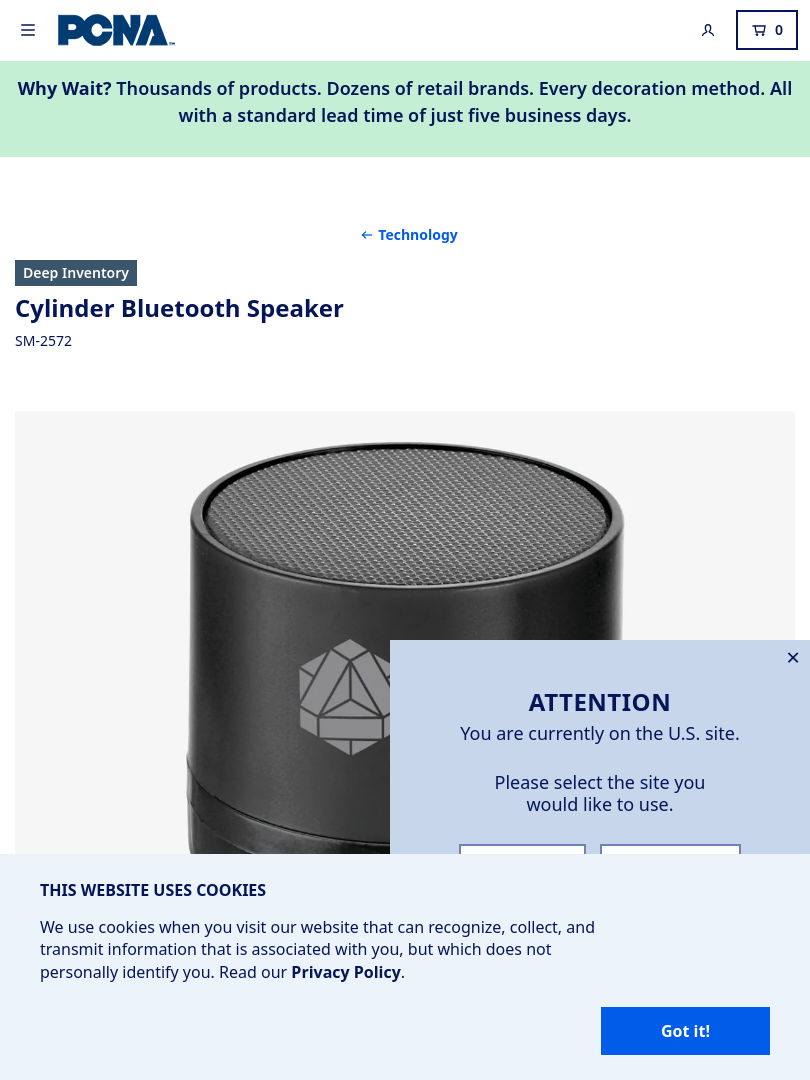 PCNA
0
Why Wait? Thousands of products. Dozens of retail brands. Every decoration method. All
with a standard lead time of just five business days.
← Technology
Deep Inventory
Cylinder Bluetooth Speaker
SM-2572
ATTENTION
You are currently on the U.S. site.
Please select the site you
would like to use.
THIS WEBSITE USES COOKIES
We use cookies when you visit our website that can recognize, collect, and
transmit information that is associated with you, but which does not
personally identify you. Read our Privacy Policy.
Got it!